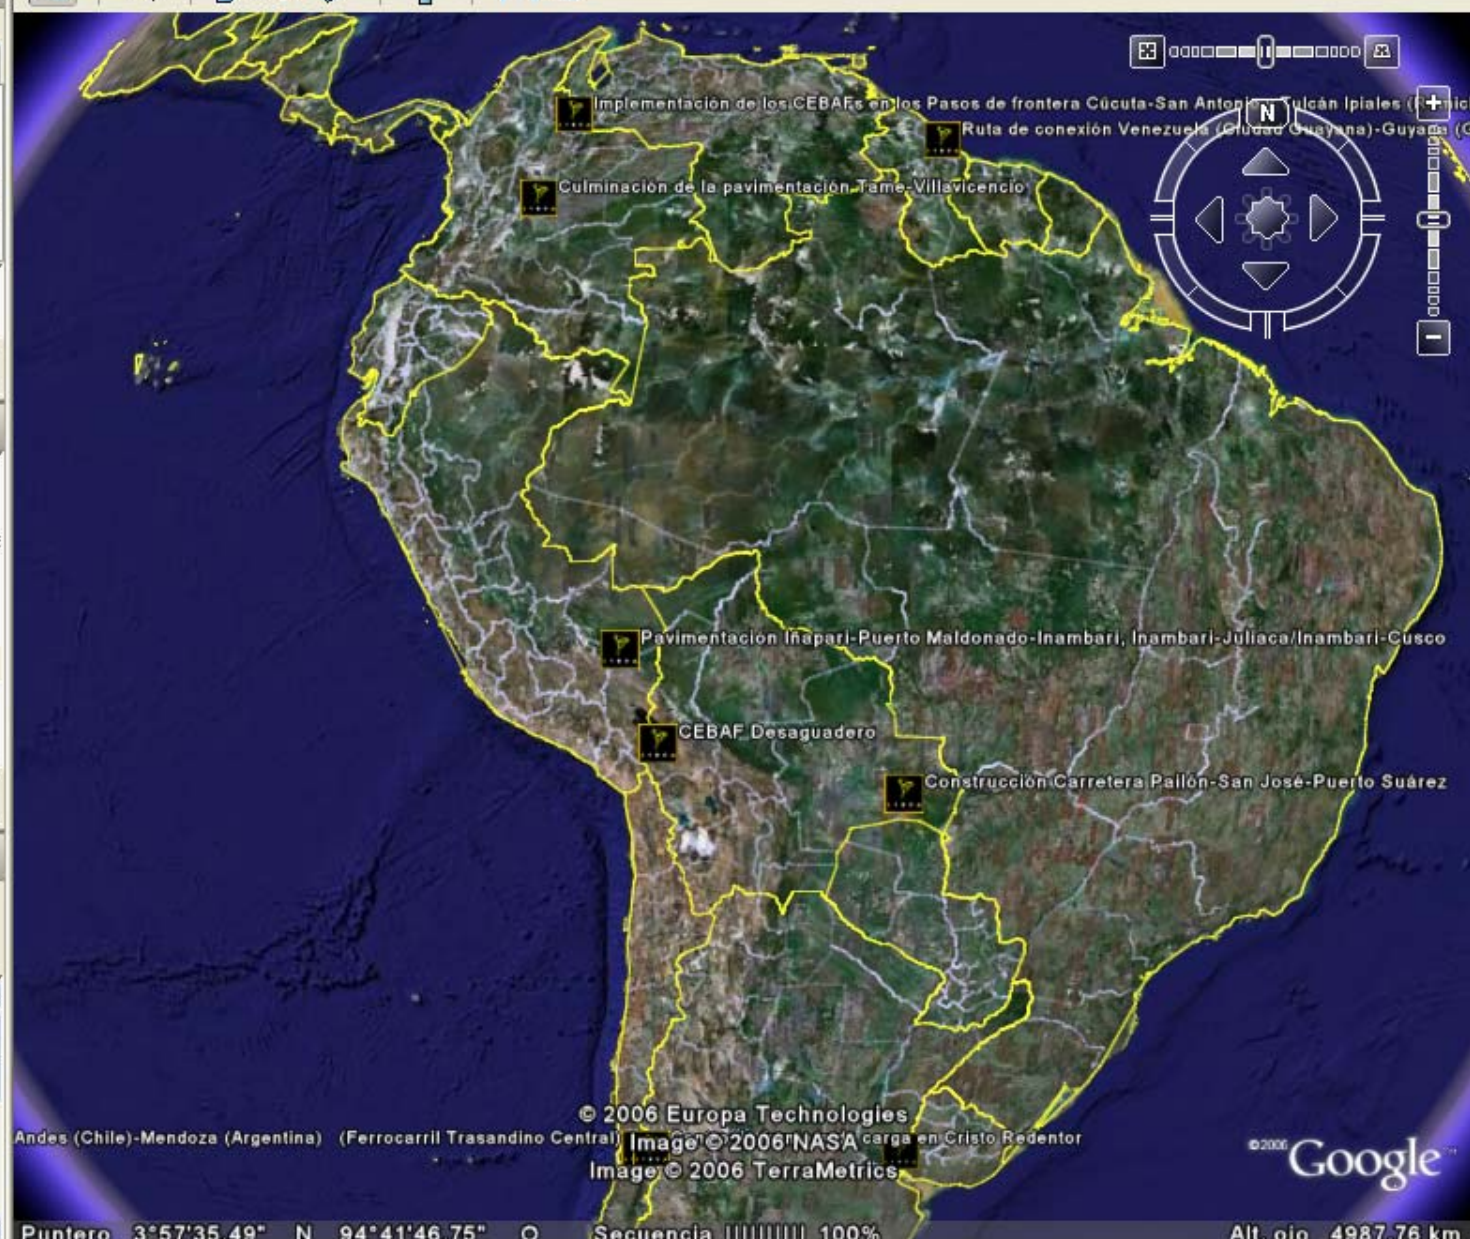 Implementación de los CEBAFs en los Pasos de frontera Cúcuta-San Antonio, Tulcán Ipiales
N
Ruta de conexión Venezuela (Ciudad Guayana)-Guyana
Culminación de la pavimentación Tame-Villavicencio
Pavimentación Iñapari-Puerto Maldonado-Inambari, Inambari-Juliaca/Inambari-Cusco
CEBAF Desaguadero
Construcción Carretera Pailón-San José-Puerto Suárez
© 2006 Europa Technologies
Andes (Chile)-Mendoza (Argentina) (Ferrocarril Trasandino Central) carga en Cristo Redentor
Image © 2006 NASA
Image © 2006 TerraMetrics
©2006 Google™
Puntero 3°57'35.49" N 94°41'46.75" O Secuencia |||||||||| 100% Alt. ojo 4987.76 km